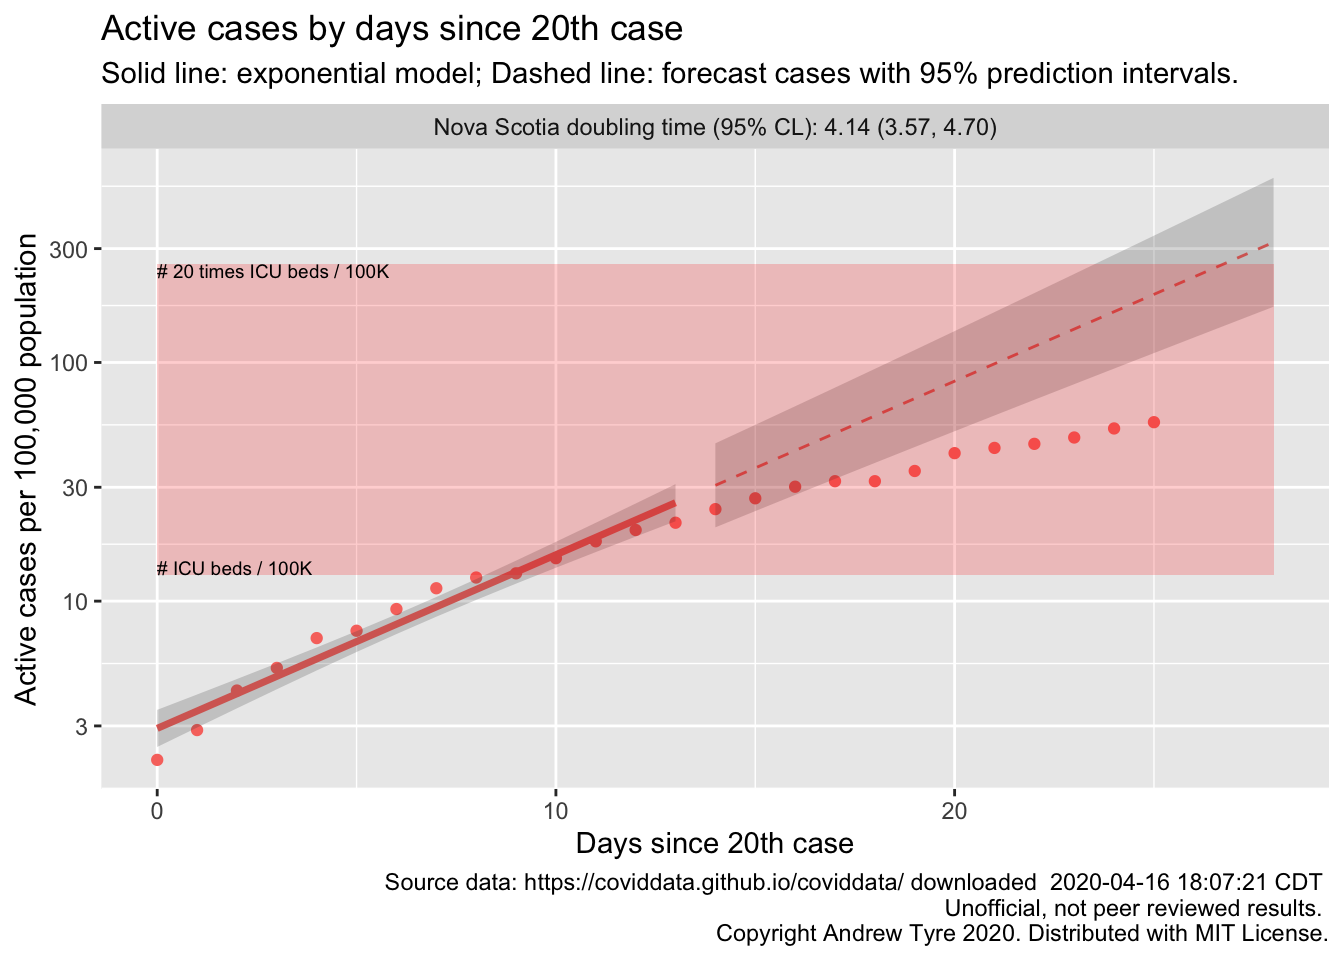 Active cases by days since 20th case
Solid line: exponential model; Dashed line: forecast cases with 95% prediction intervals.
Nova Scotia doubling time (95% CL): 4.14 (3.57, 4.70)
Active cases per 100,000 population
300
100
30
10
3
# 20 times ICU beds / 100K
# ICU beds / 100K
0
10
20
Days since 20th case
Source data: https://coviddata.github.io/coviddata/ downloaded  2020-04-16 18:07:21 CDT
Unofficial, not peer reviewed results.
Copyright Andrew Tyre 2020. Distributed with MIT License.